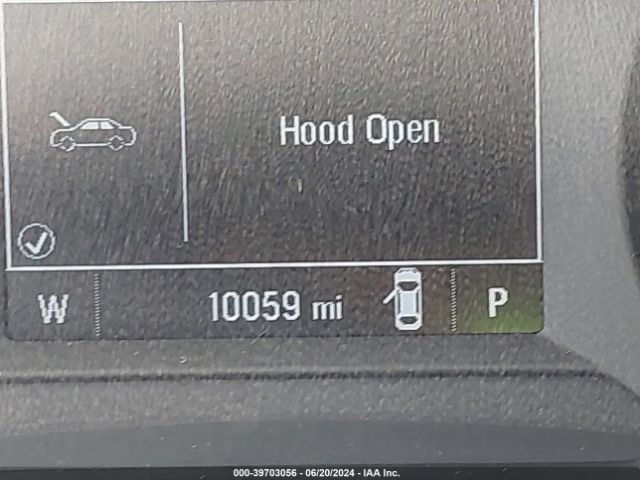 Hood Open
W 10059 mi P
000-39703056 - 06/20/2024 - IAA Inc.